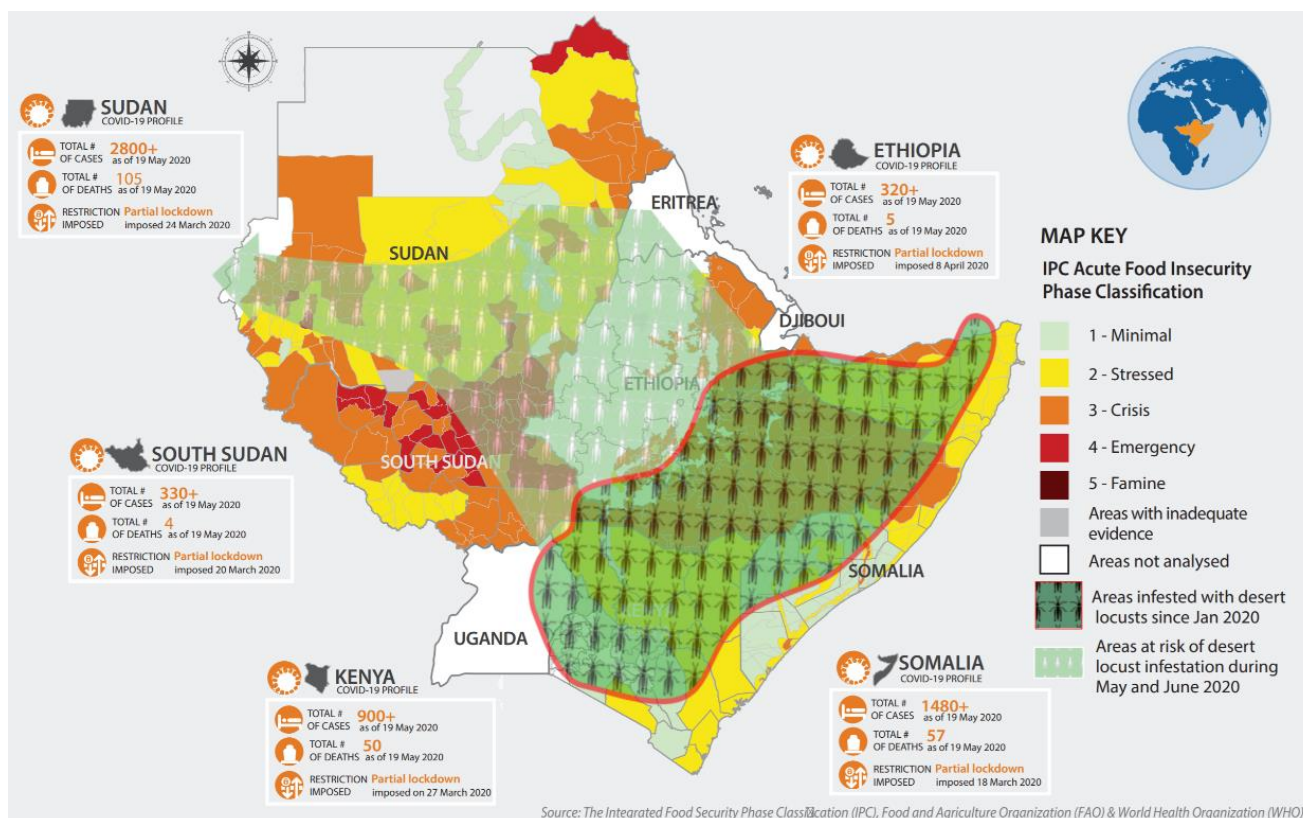 SUDAN
COVID-19 PROFILE
TOTAL # OF CASES 2800+ as of 19 May 2020
TOTAL # OF DEATHS 105 as of 19 May 2020
RESTRICTION IMPOSED Partial lockdown imposed 24 March 2020
ETHIOPIA
COVID-19 PROFILE
TOTAL # OF CASES 320+ as of 19 May 2020
TOTAL # OF DEATHS 5 as of 19 May 2020
RESTRICTION IMPOSED Partial lockdown imposed 8 April 2020
SOUTH SUDAN
COVID-19 PROFILE
TOTAL # OF CASES 330+ as of 19 May 2020
TOTAL # OF DEATHS 4 as of 19 May 2020
RESTRICTION IMPOSED Partial lockdown imposed 20 March 2020
KENYA
COVID-19 PROFILE
TOTAL # OF CASES 900+ as of 19 May 2020
TOTAL # OF DEATHS 50 as of 19 May 2020
RESTRICTION IMPOSED Partial lockdown imposed on 27 March 2020
SOMALIA
COVID-19 PROFILE
TOTAL # OF CASES 1480+ as of 19 May 2020
TOTAL # OF DEATHS 57 as of 19 May 2020
RESTRICTION IMPOSED Partial lockdown imposed 18 March 2020
ERITREA
SUDAN
DJIBOUI
ETHIOPIA
SOUTH SUDAN
SOMALIA
UGANDA
MAP KEY
IPC Acute Food Insecurity
Phase Classification
1 - Minimal
2 - Stressed
3 - Crisis
4 - Emergency
5 - Famine
Areas with inadequate
evidence
Areas not analysed
Areas infested with desert
locusts since Jan 2020
Areas at risk of desert
locust infestation during
May and June 2020
Source: The Integrated Food Security Phase (IPC), Food and Agriculture Organization (FAO) & World Health Organization (WHO)